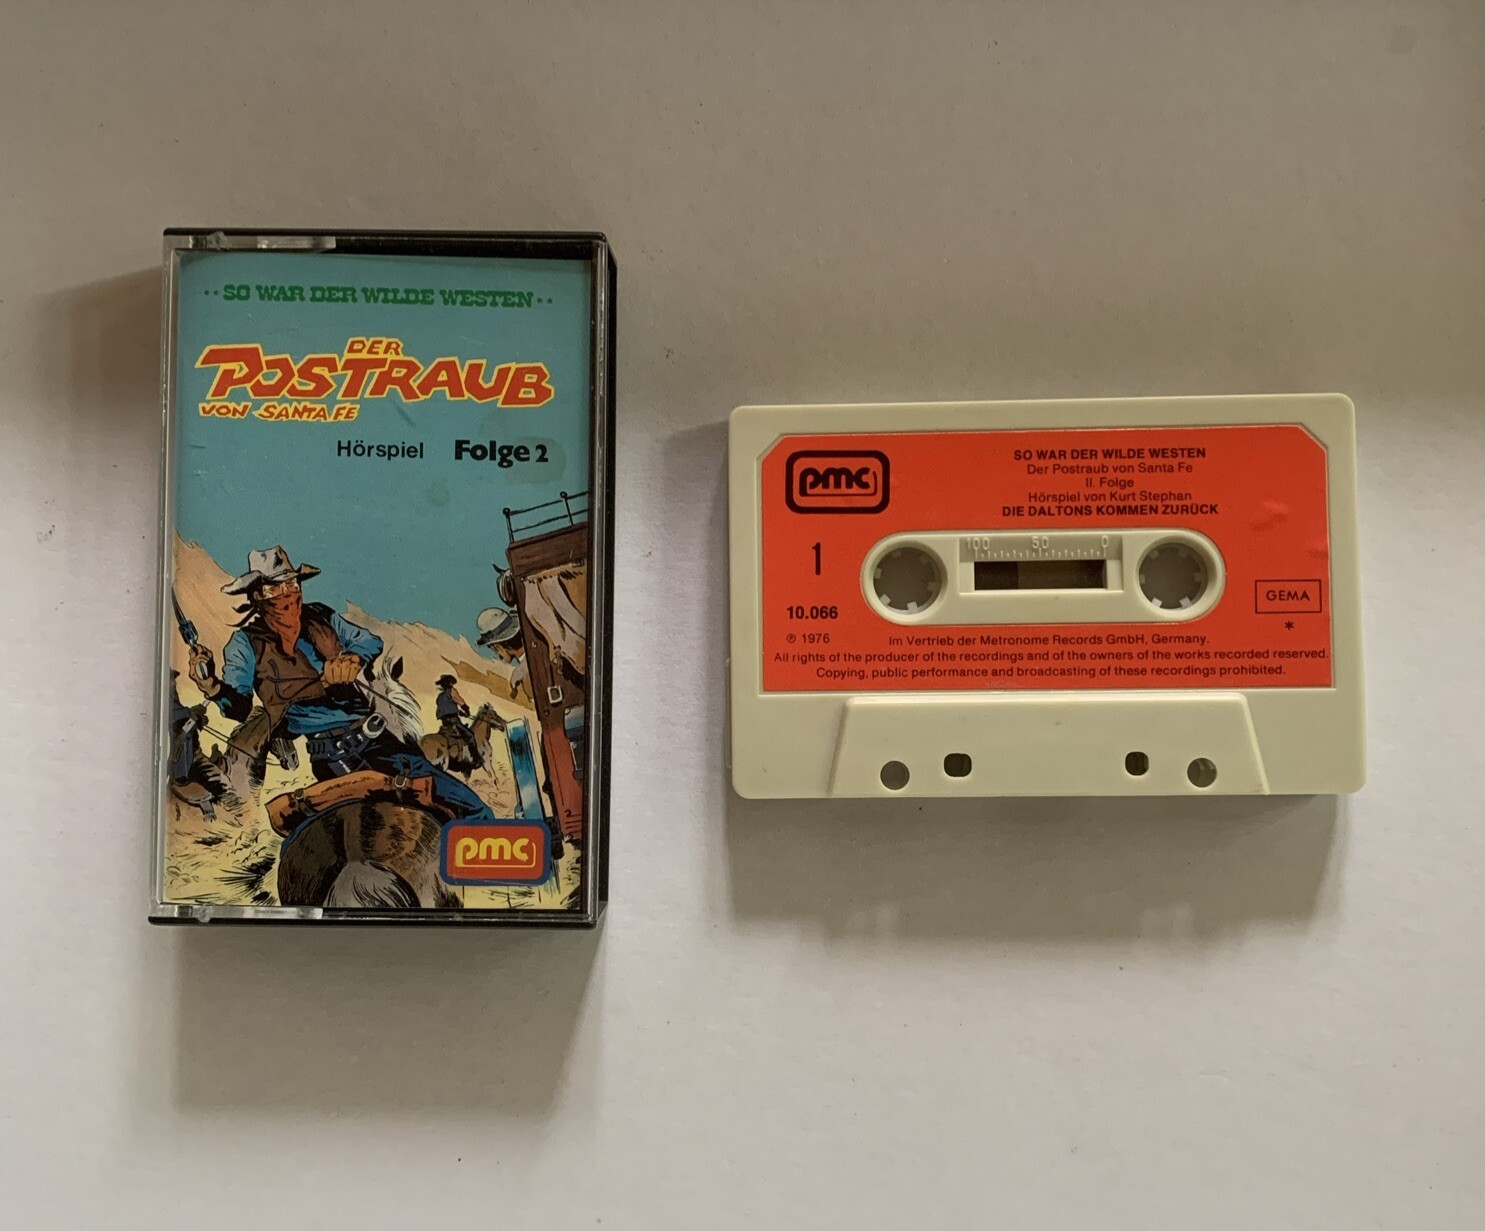 SO WAR DER WILDE WESTEN
DER
POSTRAUB
VON SANTA FE
Hörspiel Folge 2
pmc
pmc
SO WAR DER WILDE WESTEN
Der Postraub von Santa Fe
II. Folge
Hörspiel von Kurt Stephan
DIE DALTONS KOMMEN ZURÜCK
100 50 0
1
10.066
GEMA
*
℗ 1976 Im Vertrieb der Metronome Records GmbH, Germany.
All rights of the producer of the recordings and of the owners of the works recorded reserved.
Copying, public performance and broadcasting of these recordings prohibited.